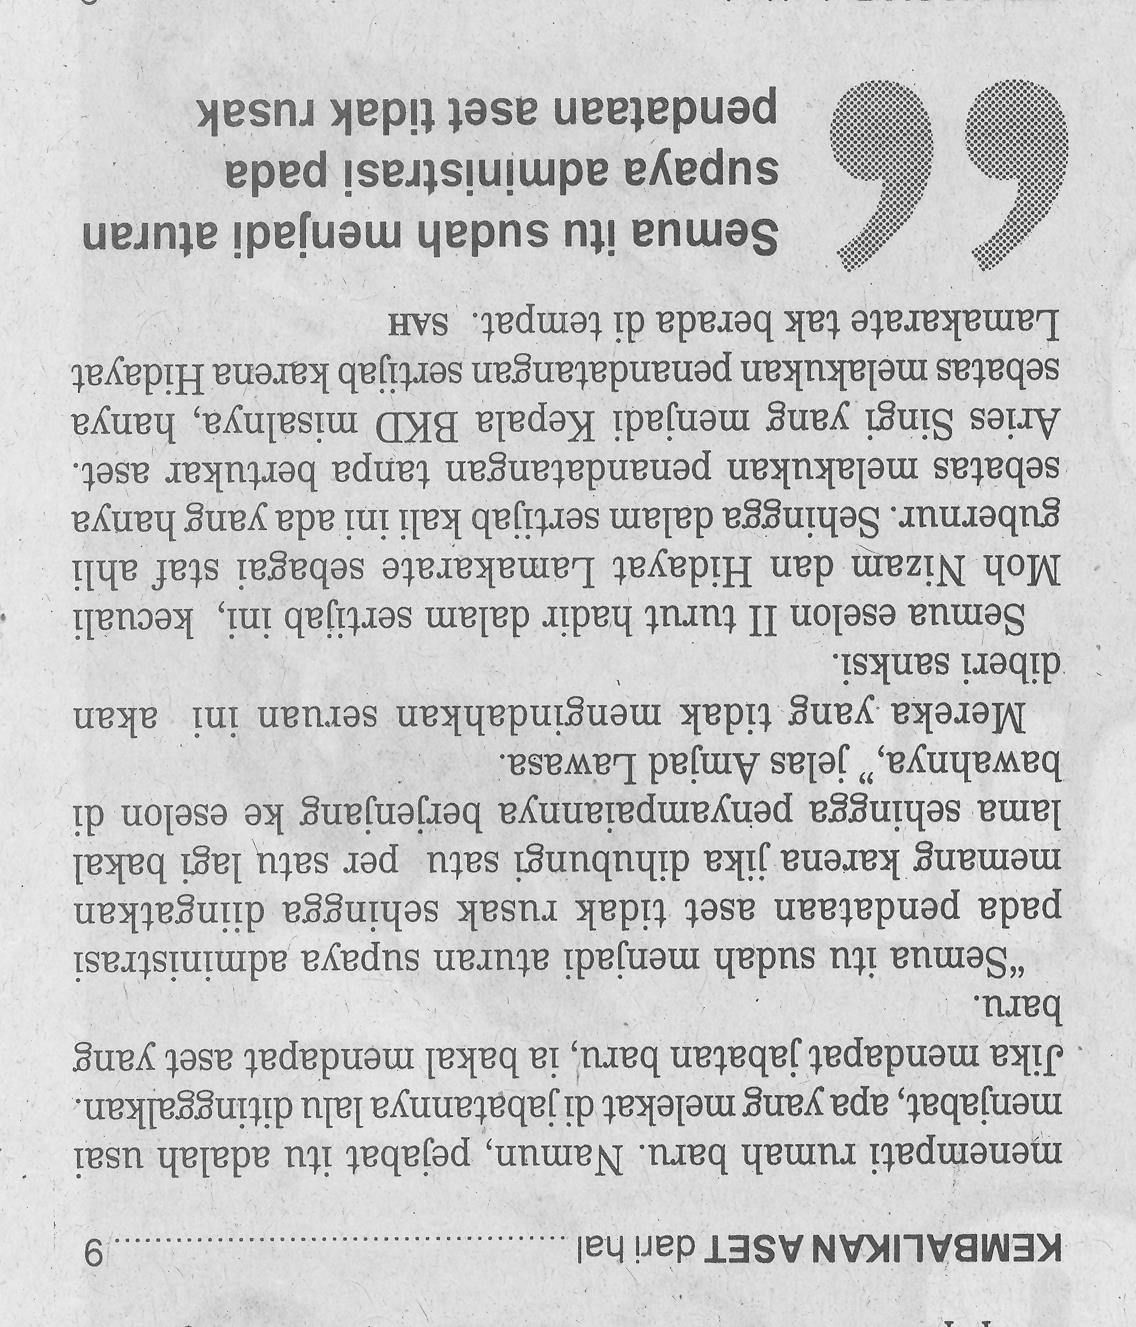 KEMBALIKAN ASET dari hal ........................................... 6
menempati rumah baru. Namun, pejabat itu adalah usai
menjabat, apa yang melekat di jabatannya lalu ditinggalkan.
Jika mendapat jabatan baru, ia bakal mendapat aset yang
baru.
“Semua itu sudah menjadi aturan supaya administrasi
pada pendataan aset tidak rusak sehingga diingatkan
memang karena jika dihubungi satu per satu lagi bakal
lama sehingga penyampaiannya berjenjang ke eselon di
bawahnya,” jelas Amjad Lawasa.
Mereka yang tidak mengindahkan seruan ini akan
diberi sanksi.
Semua eselon II turut hadir dalam sertijab ini, kecuali
Moh Nizam dan Hidayat Lamakarate sebagai staf ahli
gubernur. Sehingga dalam sertijab kali ini ada yang hanya
sebatas melakukan penandatangan tanpa bertukar aset.
Aries Singi yang menjadi Kepala BKD misalnya, hanya
sebatas melakukan penandatangan sertijab karena Hidayat
Lamakarate tak berada di tempat. SAH
“Semua itu sudah menjadi aturan
supaya administrasi pada
pendataan aset tidak rusak